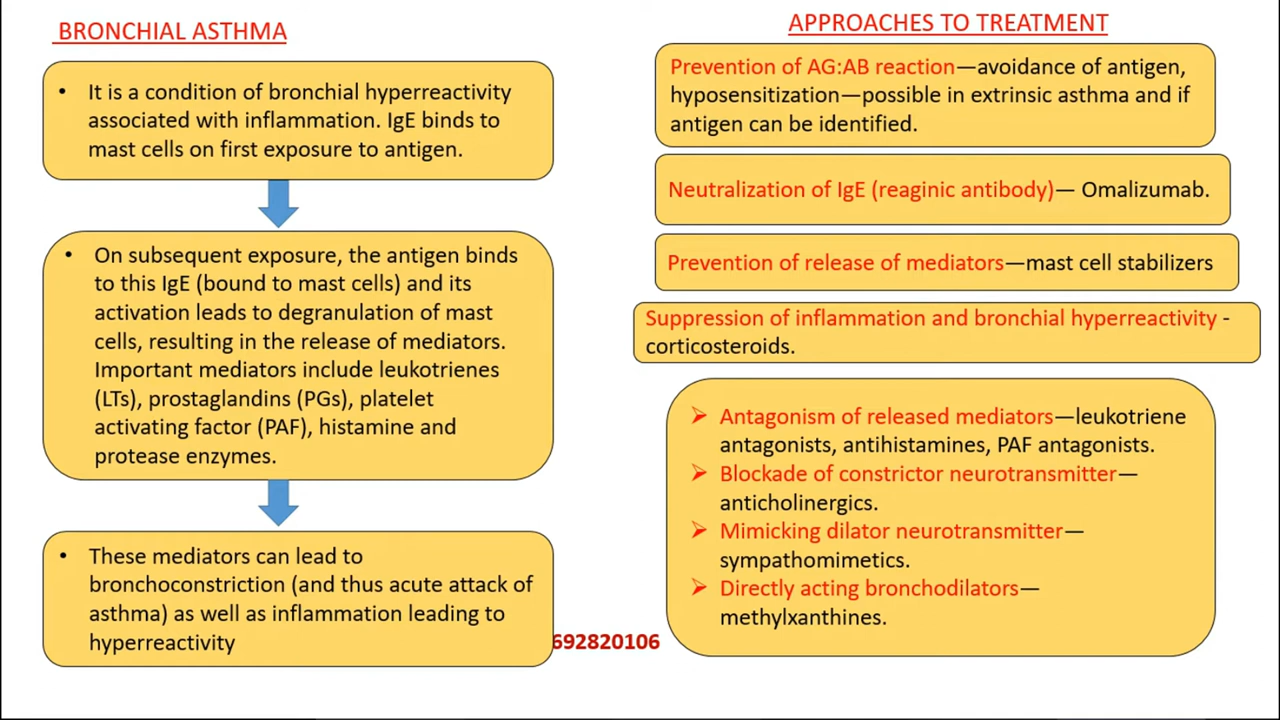 BRONCHIAL ASTHMA
• It is a condition of bronchial hyperreactivity
associated with inflammation. IgE binds to
mast cells on first exposure to antigen.
• On subsequent exposure, the antigen binds
to this IgE (bound to mast cells) and its
activation leads to degranulation of mast
cells, resulting in the release of mediators.
Important mediators include leukotrienes
(LTs), prostaglandins (PGs), platelet
activating factor (PAF), histamine and
protease enzymes.
• These mediators can lead to
bronchoconstriction (and thus acute attack of
asthma) as well as inflammation leading to
hyperreactivity
692820106
APPROACHES TO TREATMENT
Prevention of AG:AB reaction—avoidance of antigen,
hyposensitization—possible in extrinsic asthma and if
antigen can be identified.
Neutralization of IgE (reaginic antibody)— Omalizumab.
Prevention of release of mediators—mast cell stabilizers
Suppression of inflammation and bronchial hyperreactivity -
corticosteroids.
➢ Antagonism of released mediators—leukotriene
antagonists, antihistamines, PAF antagonists.
➢ Blockade of constrictor neurotransmitter—
anticholinergics.
➢ Mimicking dilator neurotransmitter—
sympathomimetics.
➢ Directly acting bronchodilators—
methylxanthines.